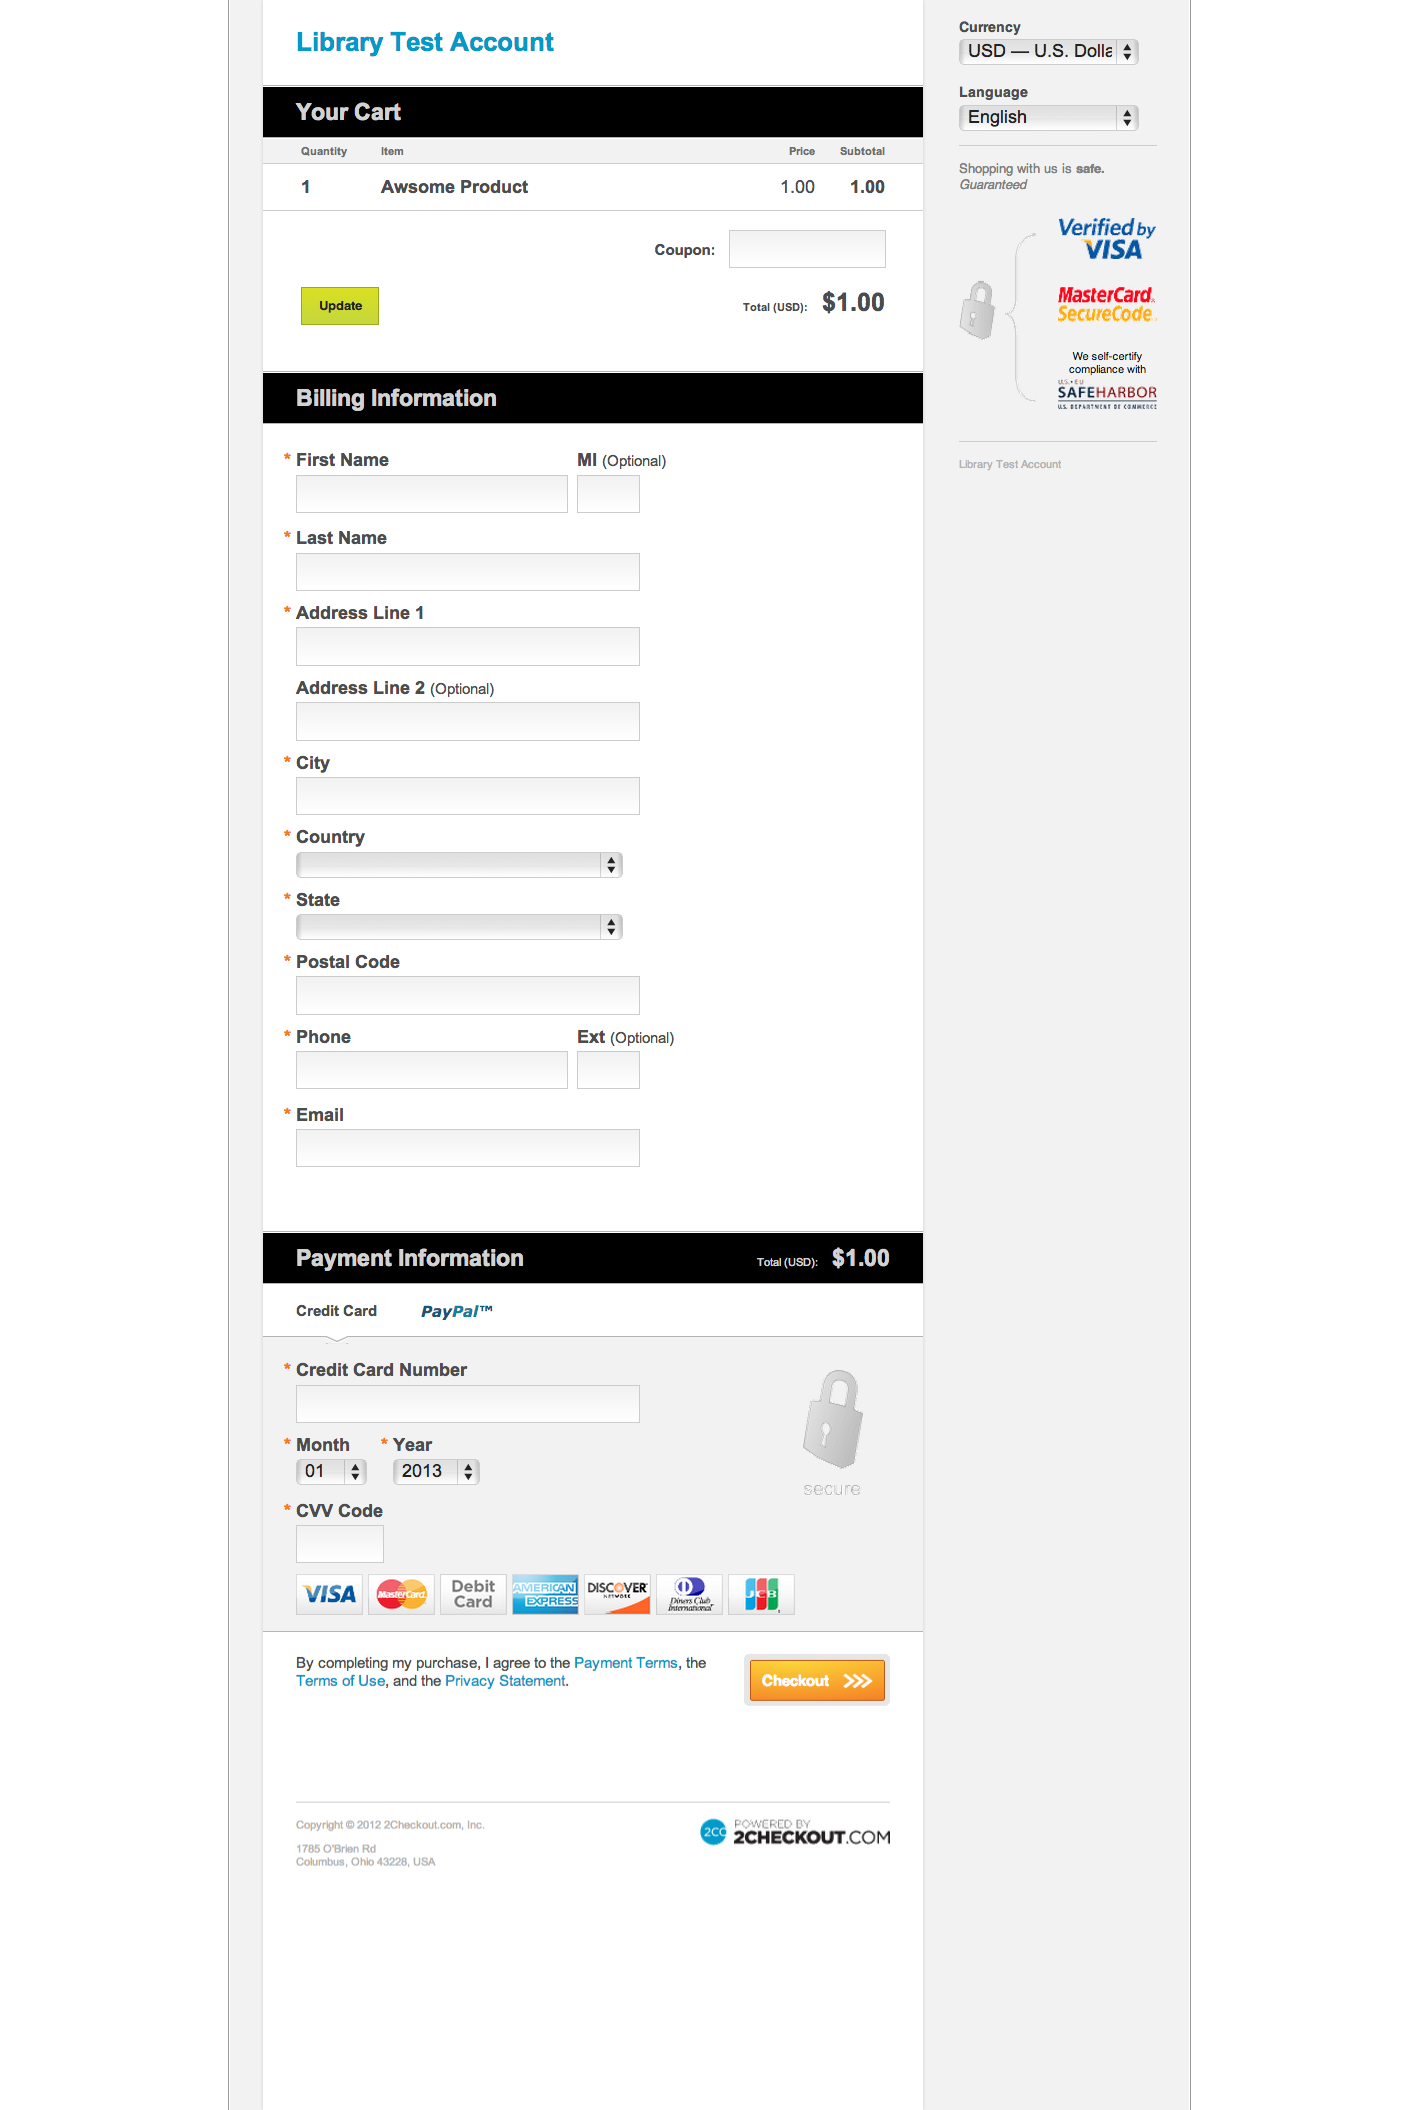 Library Test Account
Your Cart
Quantity Item Price Subtotal
1 Awsome Product 1.00 1.00
Coupon:
Update
Total (USD): $1.00
Billing Information
* First Name MI (Optional)
* Last Name
* Address Line 1
Address Line 2 (Optional)
* City
* Country
* State
* Postal Code
* Phone Ext (Optional)
* Email
Payment Information Total (USD): $1.00
Credit Card PayPal™
* Credit Card Number
* Month * Year
01 2013
secure
* CVV Code
VISA
MasterCard
Debit
Card
AMERICAN
EXPRESS
DISCOVER
NETWORK
Diners Club
International
JCB
By completing my purchase, I agree to the Payment Terms, the
Terms of Use, and the Privacy Statement.
Checkout
Copyright © 2012 2Checkout.com, Inc.
1785 O'Brien Rd
Columbus, Ohio 43228, USA
2CO
POWERED BY
2CHECKOUT.COM
Currency
USD — U.S. Dolla
Language
English
Shopping with us is safe.
Guaranteed
Verified by
VISA
MasterCard
SecureCode
We self-certify
compliance with
U.S.•EU
SAFEHARBOR
U.S. DEPARTMENT OF COMMERCE
Library Test Account